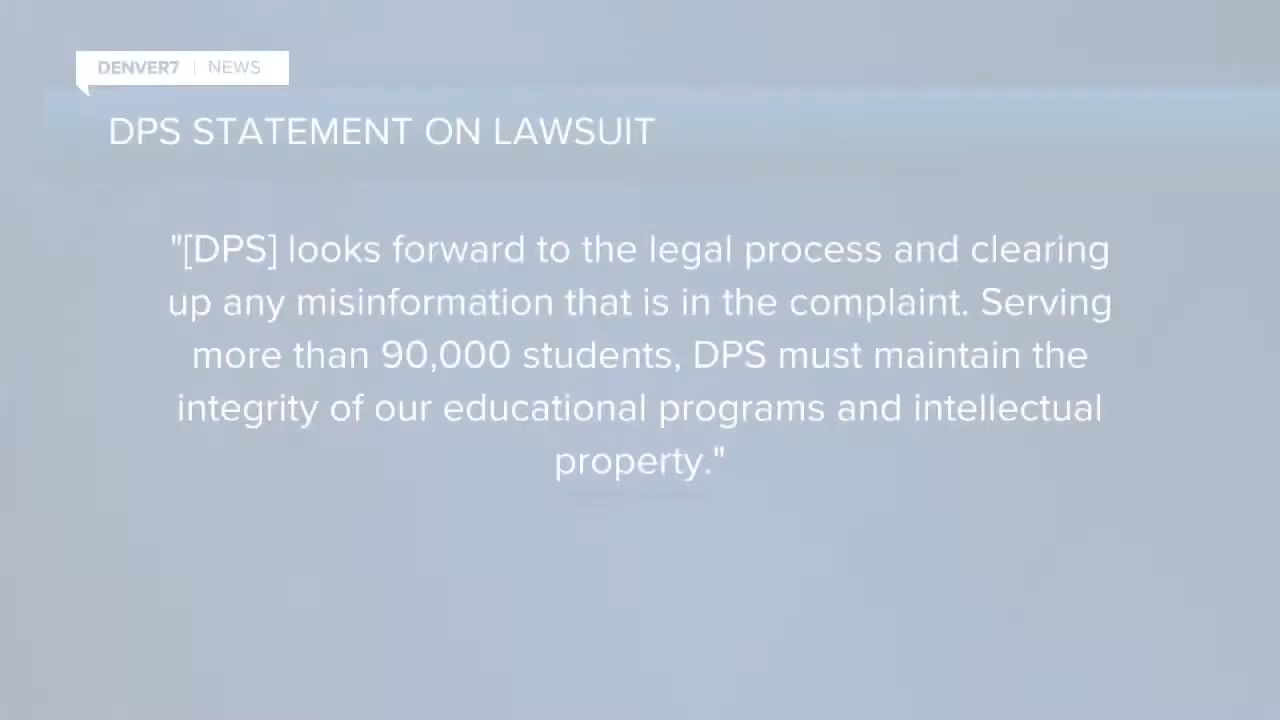 DENVER7 | NEWS
DPS STATEMENT ON LAWSUIT
"[DPS] looks forward to the legal process and clearing
up any misinformation that is in the complaint. Serving
more than 90,000 students, DPS must maintain the
integrity of our educational programs and intellectual
property."